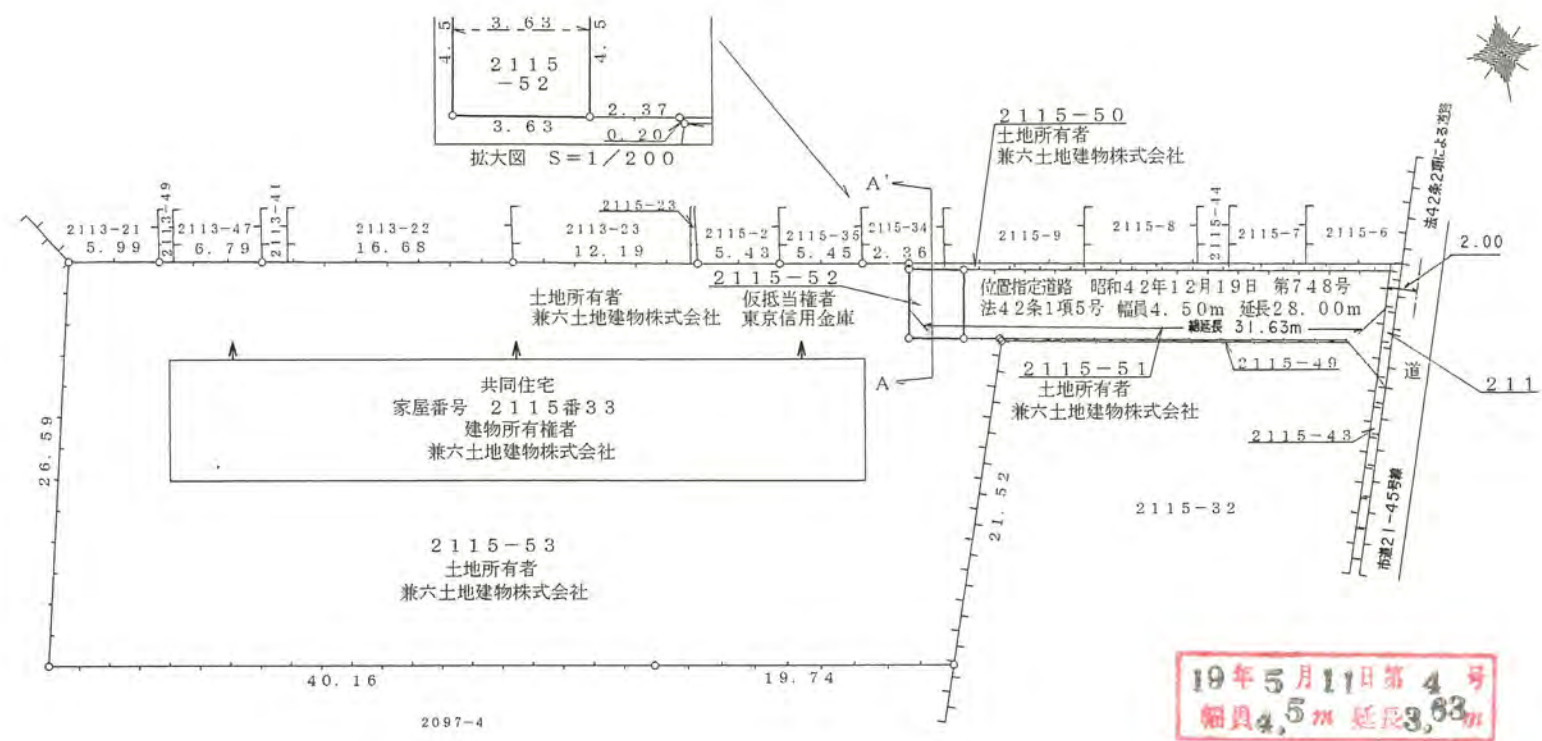 3.63
4.5
4.5
2115
-52
2.37
3.63
0.20
拡大図 S=1/200
2115-50
土地所有者
兼六土地建物株式会社
A'
法42条2項による道路
2.00
2113-21
5.99
2113-49
2113-47
6.79
2113-41
2113-22
16.68
2113-23
12.19
2115-23
2115-2
5.43
2115-35
5.45
2115-34
2.36
2115-9
2115-8
2115-44
2115-7
2115-6
2115-52
仮抵当権者
東京信用金庫
土地所有者
兼六土地建物株式会社
位置指定道路 昭和42年12月19日 第748号
法42条1項5号 幅員4.50m 延長28.00m
総延長 31.63m
A
2115-51
土地所有者
兼六土地建物株式会社
2115-49
道
211
2115-43
市道21-45号線
共同住宅
家屋番号 2115番33
建物所有権者
兼六土地建物株式会社
26.59
21.52
2115-32
2115-53
土地所有者
兼六土地建物株式会社
40.16
19.74
2097-4
19年5月11日第4号
幅員4.5m 延長3.63m